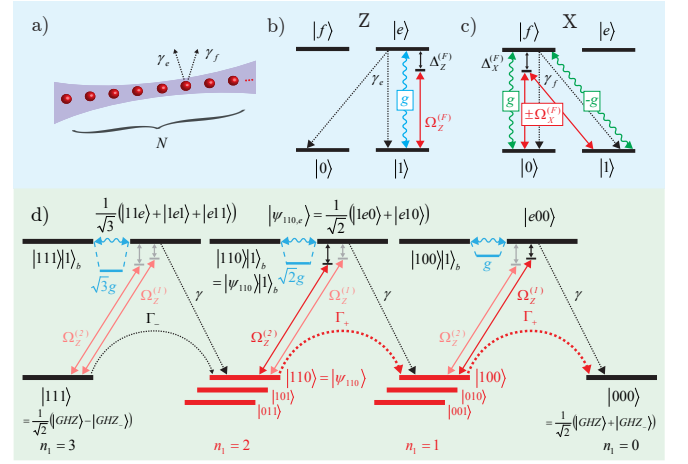 a)
γ_e
γ_f
...
N
b)
Z
|f⟩
|e⟩
Δ_Z^(F)
γ_e
g
Ω_Z^(F)
|0⟩
|1⟩
c)
X
|f⟩
|e⟩
Δ_X^(F)
γ_f
g
±Ω_X^(F)
-g
|0⟩
|1⟩
d)
1/√3 (|11e⟩+|1e1⟩+|e11⟩)
|ψ_110,e⟩ = 1/√2 (|1e0⟩+|e10⟩)
|e00⟩
|111⟩|1⟩_b
|110⟩|1⟩_b
=|ψ_110⟩|1⟩_b
|100⟩|1⟩_b
√3g
√2g
g
Ω_Z^(1)
Ω_Z^(2)
γ
Γ_-
Ω_Z^(1)
Ω_Z^(2)
γ
Γ_+
Ω_Z^(1)
Ω_Z^(2)
γ
Γ_+
|111⟩
= 1/√2 (|GHZ⟩-|GHZ_-⟩)
|110⟩=|ψ_110⟩
|101⟩
|011⟩
|100⟩
|010⟩
|001⟩
|000⟩
= 1/√2 (|GHZ⟩+|GHZ_-⟩)
n_1 = 3
n_1 = 2
n_1 = 1
n_1 = 0